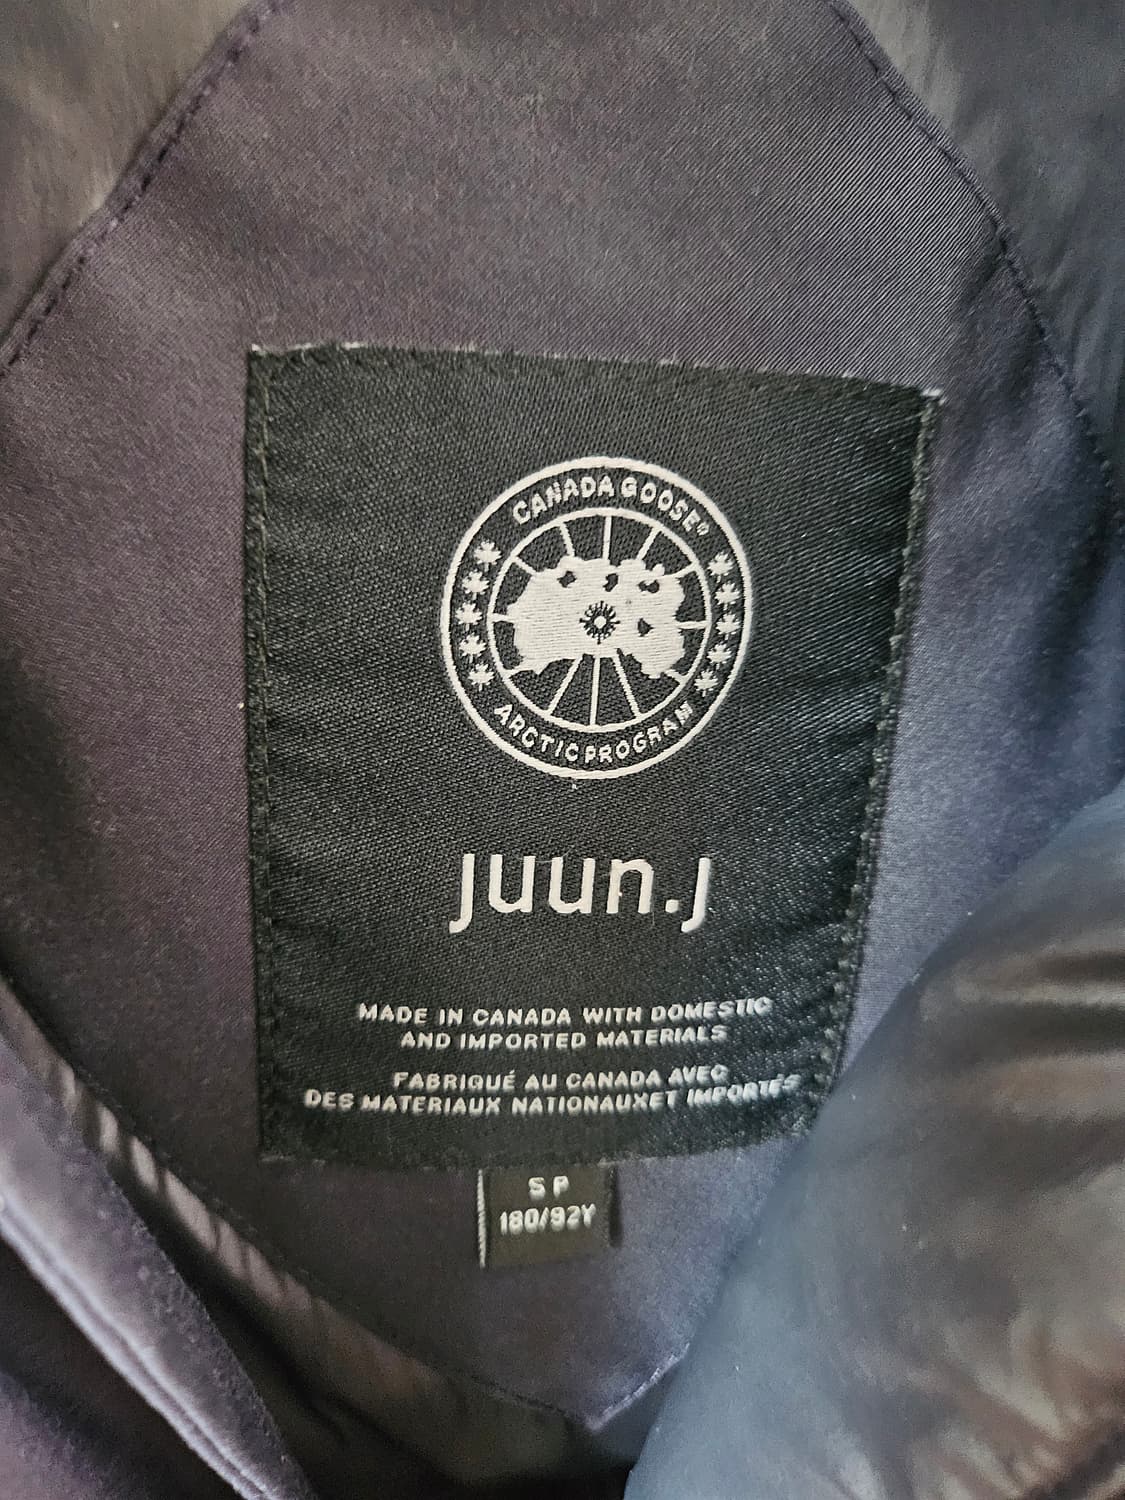 CANADA GOOSE®
ARCTIC PROGRAM
juun.j
MADE IN CANADA WITH DOMESTIC
AND IMPORTED MATERIALS
FABRIQUÉ AU CANADA AVEC
DES MATERIAUX NATIONAUXET IMPORTÉS
S P
180/92Y